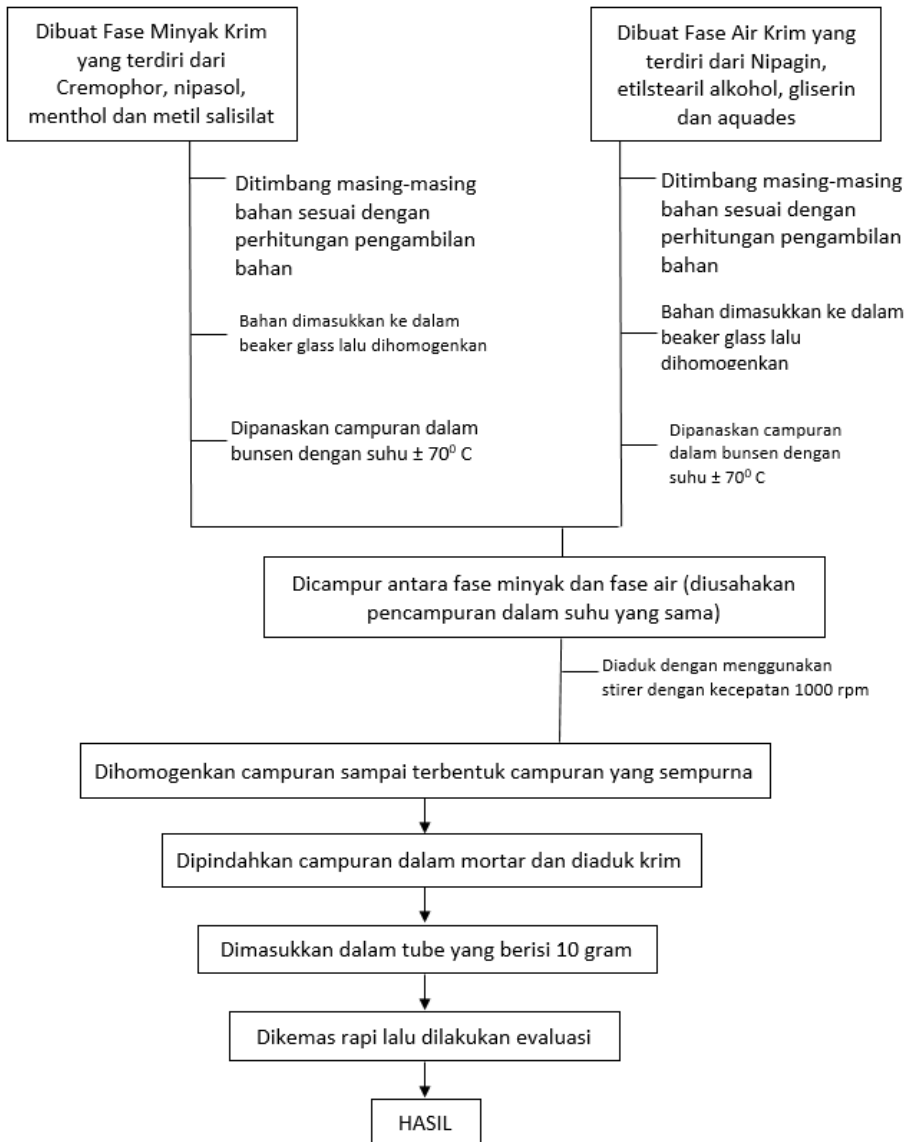 Dibuat Fase Minyak Krim
yang terdiri dari
Cremophor, nipasol,
menthol dan metil salisilat
Ditimbang masing-masing
bahan sesuai dengan
perhitungan pengambilan
bahan
Bahan dimasukkan ke dalam
beaker glass lalu dihomogenkan
Dipanaskan campuran dalam
bunsen dengan suhu ± 70⁰ C
Dibuat Fase Air Krim yang
terdiri dari Nipagin,
etilstearil alkohol, gliserin
dan aquades
Ditimbang masing-masing
bahan sesuai dengan
perhitungan pengambilan
bahan
Bahan dimasukkan ke dalam
beaker glass lalu
dihomogenkan
Dipanaskan campuran
dalam bunsen dengan
suhu ± 70⁰ C
Dicampur antara fase minyak dan fase air (diusahakan
pencampuran dalam suhu yang sama)
Diaduk dengan menggunakan
stirer dengan kecepatan 1000 rpm
Dihomogenkan campuran sampai terbentuk campuran yang sempurna
Dipindahkan campuran dalam mortar dan diaduk krim
Dimasukkan dalam tube yang berisi 10 gram
Dikemas rapi lalu dilakukan evaluasi
HASIL